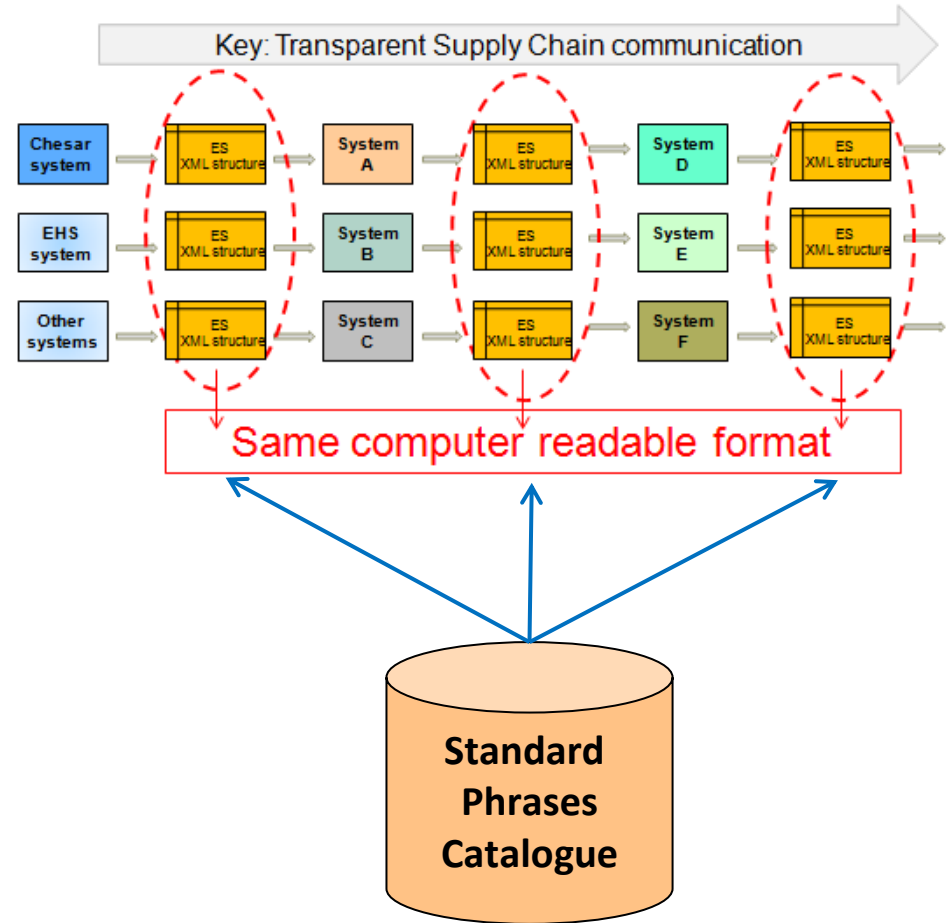 Key: Transparent Supply Chain communication
Chesar
system
ES
XML structure
System
A
ES
XML structure
System
D
ES
XML structure
EHS
system
ES
XML structure
System
B
ES
XML structure
System
E
ES
XML structure
Other
systems
ES
XML structure
System
C
ES
XML structure
System
F
ES
XML structure
Same computer readable format
Standard
Phrases
Catalogue